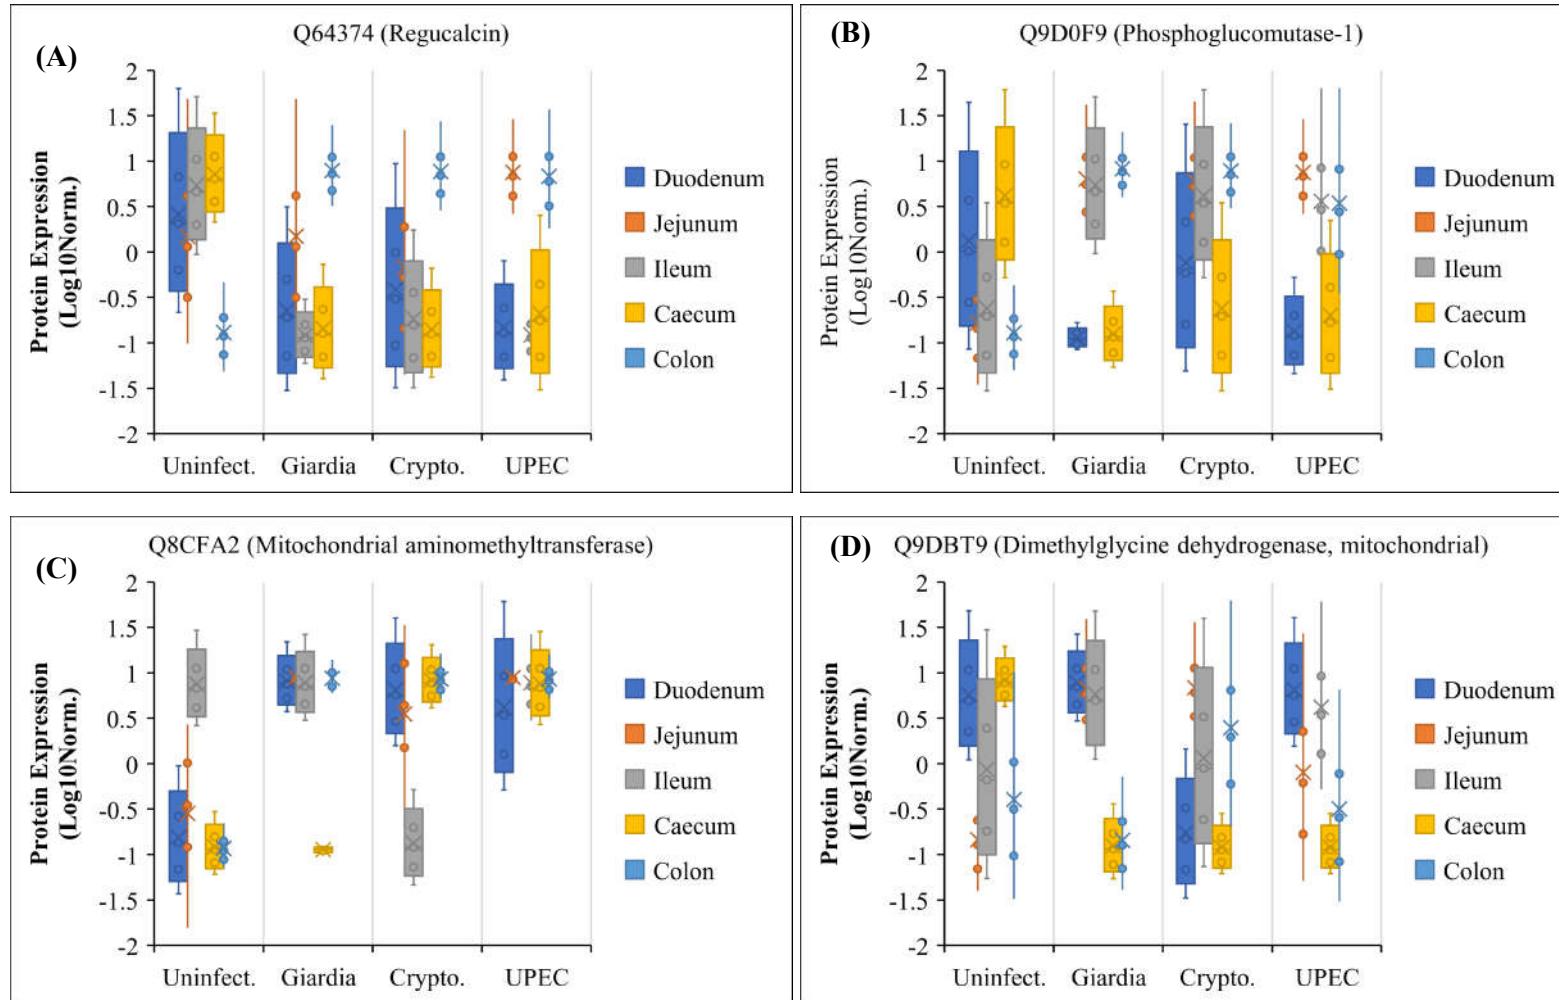 (A)
Q64374 (Regucalcin)
Protein Expression
(Log10Norm.)
2
1.5
1
0.5
0
-0.5
-1
-1.5
-2
Uninfect. Giardia Crypto. UPEC
Duodenum
Jejunum
Ileum
Caecum
Colon
(B)
Q9D0F9 (Phosphoglucomutase-1)
Protein Expression
(Log10Norm.)
2
1.5
1
0.5
0
-0.5
-1
-1.5
-2
Uninfect. Giardia Crypto. UPEC
Duodenum
Jejunum
Ileum
Caecum
Colon
(C)
Q8CFA2 (Mitochondrial aminomethyltransferase)
Protein Expression
(Log10Norm.)
2
1.5
1
0.5
0
-0.5
-1
-1.5
-2
Uninfect. Giardia Crypto. UPEC
Duodenum
Jejunum
Ileum
Caecum
Colon
(D)
Q9DBT9 (Dimethylglycine dehydrogenase, mitochondrial)
Protein Expression
(Log10Norm.)
2
1.5
1
0.5
0
-0.5
-1
-1.5
-2
Uninfect. Giardia Crypto. UPEC
Duodenum
Jejunum
Ileum
Caecum
Colon